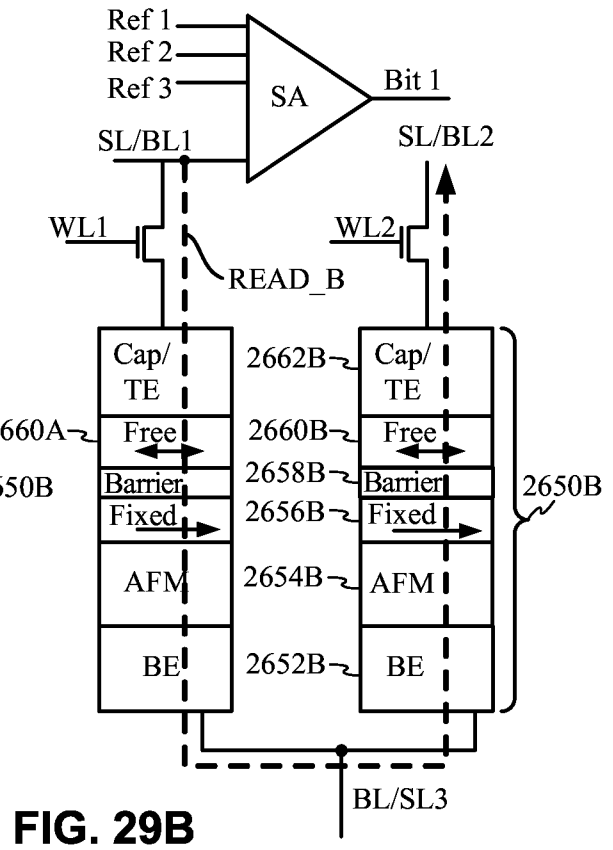 Ref 1
Ref 2
Ref 3
SA
Bit 1
SL/BL1
SL/BL2
WL1
WL2
READ_B
Cap/
TE
2662B
Cap/
TE
660A
Free
2660B
Free
650B
Barrier
2658B
Barrier
2650B
Fixed
2656B
Fixed
AFM
2654B
AFM
BE
2652B
BE
BL/SL3
FIG. 29B